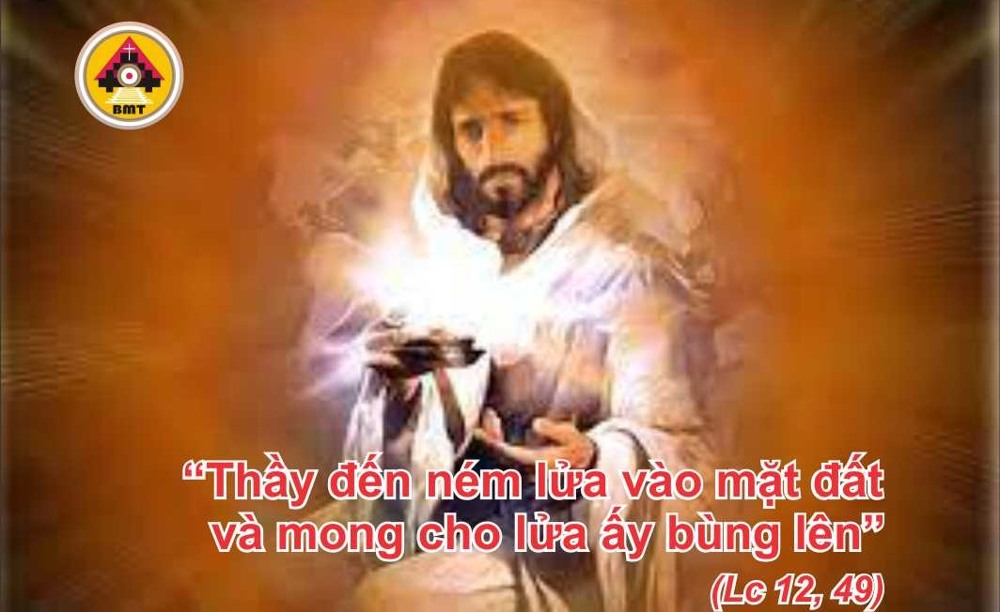 BMT
“Thầy đến ném lửa vào mặt đất
và mong cho lửa ấy bùng lên”
(Lc 12, 49)